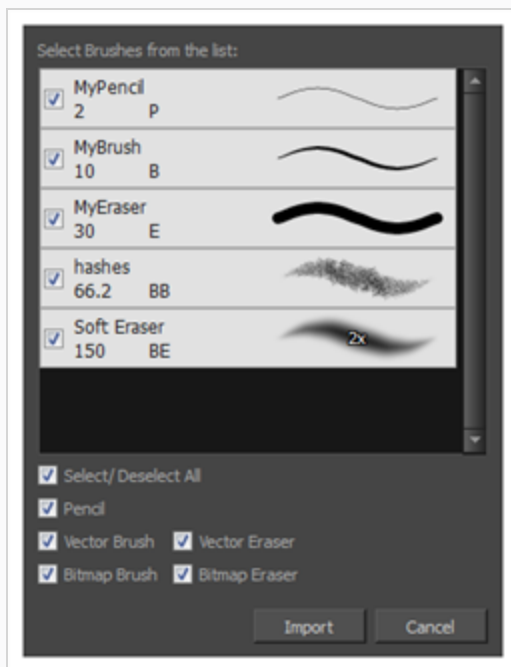 Select Brushes from the list:
MyPencil
2 P
MyBrush
10 B
MyEraser
30 E
hashes
66.2 BB
Soft Eraser
150 BE
2x
Select/ Deselect All
Pencil
Vector Brush Vector Eraser
Bitmap Brush Bitmap Eraser
Import Cancel